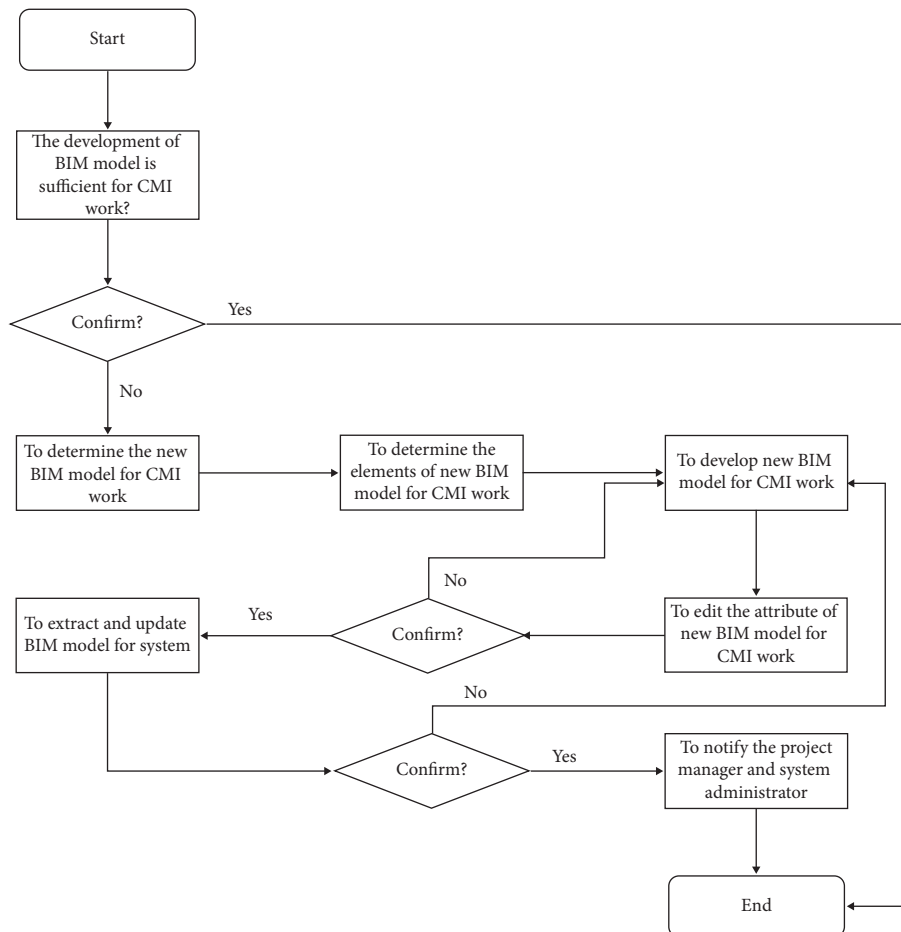 Start
The development of
BIM model is
sufficient for CMI
work?
Confirm?
Yes
No
To determine the new
BIM model for CMI
work
To determine the
elements of new BIM
model for CMI work
To develop new BIM
model for CMI work
No
To extract and update
BIM model for system
Yes
Confirm?
To edit the attribute of
new BIM model for
CMI work
No
Confirm?
Yes
To notify the project
manager and system
administrator
End